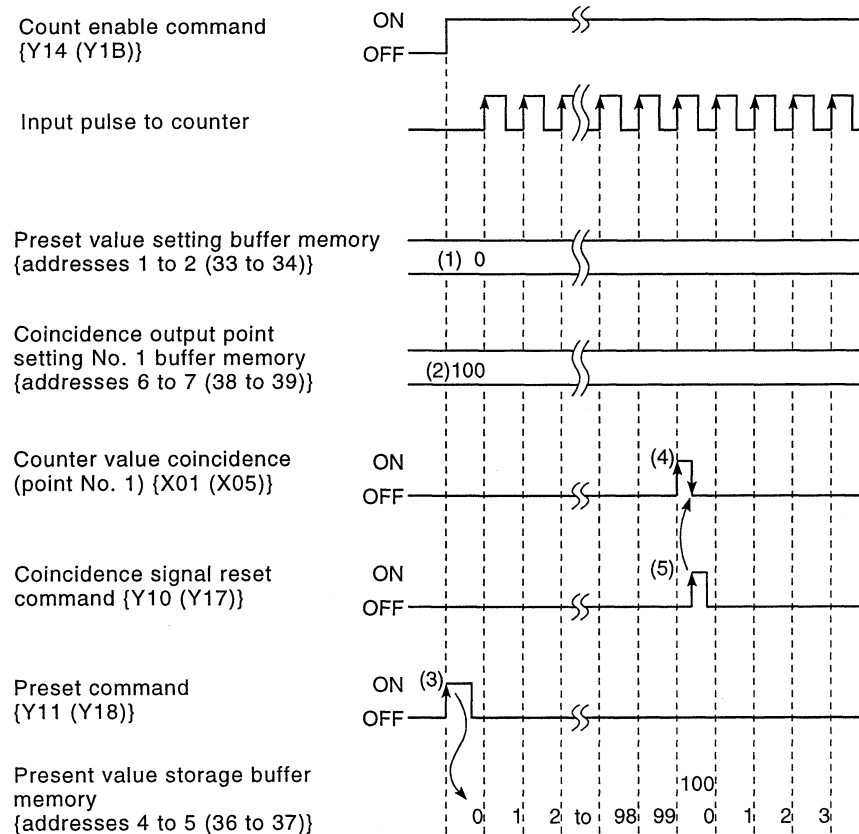 Count enable command
{Y14 (Y1B)}
ON
OFF
Input pulse to counter
Preset value setting buffer memory
{addresses 1 to 2 (33 to 34)}
(1) 0
Coincidence output point
setting No. 1 buffer memory
{addresses 6 to 7 (38 to 39)}
(2)100
Counter value coincidence
(point No. 1) {X01 (X05)}
ON
OFF
(4)
Coincidence signal reset
command {Y10 (Y17)}
ON
OFF
(5)
Preset command
{Y11 (Y18)}
ON
OFF
(3)
Present value storage buffer
memory
{addresses 4 to 5 (36 to 37)}
100
0 1 2 to 98 99 0 1 2 3